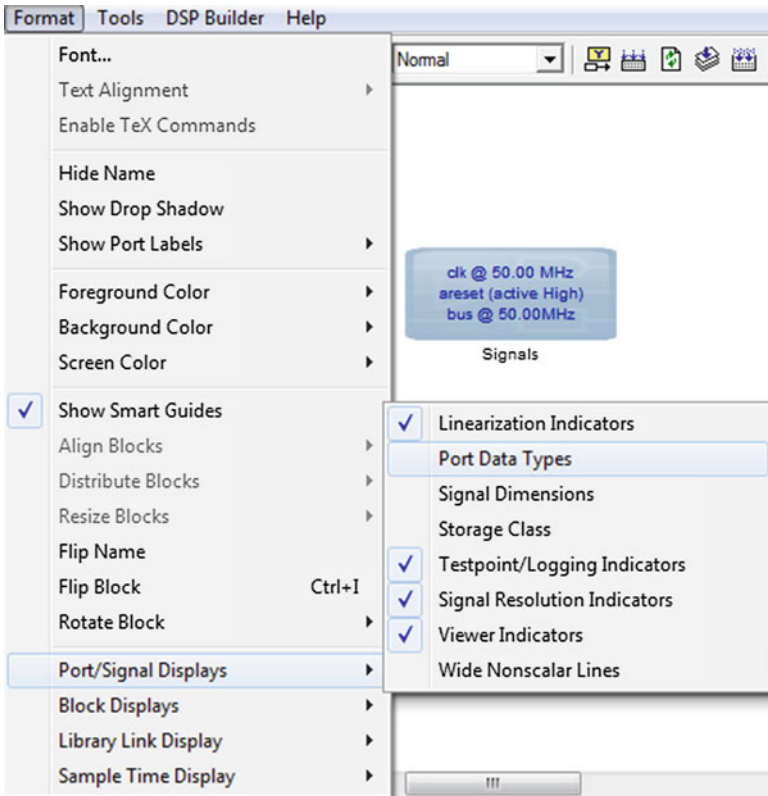 Format Tools DSP Builder Help
Normal
Font...
Text Alignment
Enable TeX Commands
Hide Name
Show Drop Shadow
Show Port Labels
Foreground Color
Background Color
Screen Color
Show Smart Guides
Align Blocks
Distribute Blocks
Resize Blocks
Flip Name
Flip Block Ctrl+I
Rotate Block
Port/Signal Displays
Block Displays
Library Link Display
Sample Time Display
clk @ 50.00 MHz
areset (active High)
bus @ 50.00MHz
Signals
Linearization Indicators
Port Data Types
Signal Dimensions
Storage Class
Testpoint/Logging Indicators
Signal Resolution Indicators
Viewer Indicators
Wide Nonscalar Lines